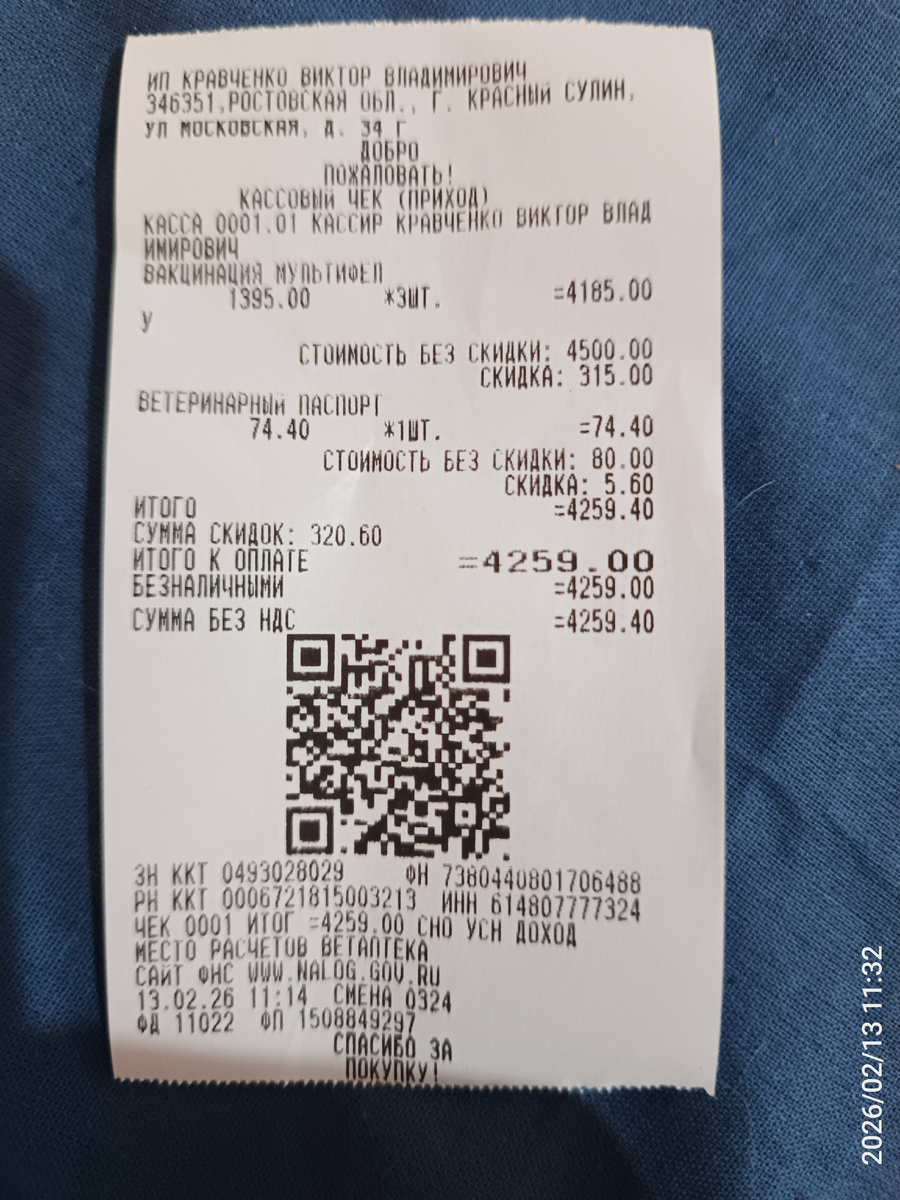 ИП КРАВЧЕНКО ВИКТОР ВЛАДИМИРОВИЧ
346351,РОСТОВСКАЯ ОБЛ., Г. КРАСНЫЙ СУЛИН,
УЛ МОСКОВСКАЯ, Д. 34 Г
ДОБРО
ПОЖАЛОВАТЬ!
КАССОВЫЙ ЧЕК (ПРИХОД)
КАССА 0001.01 КАССИР КРАВЧЕНКО ВИКТОР ВЛАД
ИМИРОВИЧ
ВАКЦИНАЦИЯ МУЛЬТИФЕЛ
1395.00 *3ШТ. =4185.00
У
СТОИМОСТЬ БЕЗ СКИДКИ: 4500.00
СКИДКА: 315.00
ВЕТЕРИНАРНЫЙ ПАСПОРТ
74.40 *1ШТ. =74.40
СТОИМОСТЬ БЕЗ СКИДКИ: 80.00
СКИДКА: 5.60
ИТОГО =4259.40
СУММА СКИДОК: 320.60
ИТОГО К ОПЛАТЕ =4259.00
БЕЗНАЛИЧНЫМИ =4259.00
СУММА БЕЗ НДС =4259.40
ЗН ККТ 0493028029 ФН 7380440801706488
РН ККТ 0006721815003213 ИНН 614807777324
ЧЕК 0001 ИТОГ =4259.00 СНО УСН ДОХОД
МЕСТО РАСЧЕТОВ ВЕТАПТЕКА
САЙТ ФНС WWW.NALOG.GOV.RU
13.02.26 11:14 СМЕНА 0324
ФД 11022 ФП 1508849297
СПАСИБО ЗА
ПОКУПКУ!
2026/02/13 11:32